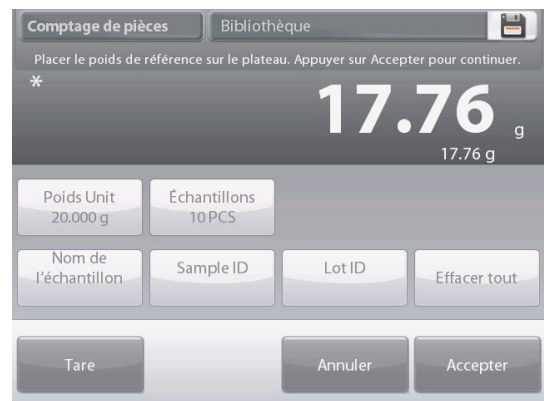 Comptage de pièces
Bibliothèque
Placer le poids de référence sur le plateau. Appuyer sur Accepter pour continuer.
*
17.76 g
17.76 g
Poids Unit
20.000 g
Échantillons
10 PCS
Nom de
l'échantillon
Sample ID
Lot ID
Effacer tout
Tare
Annuler
Accepter